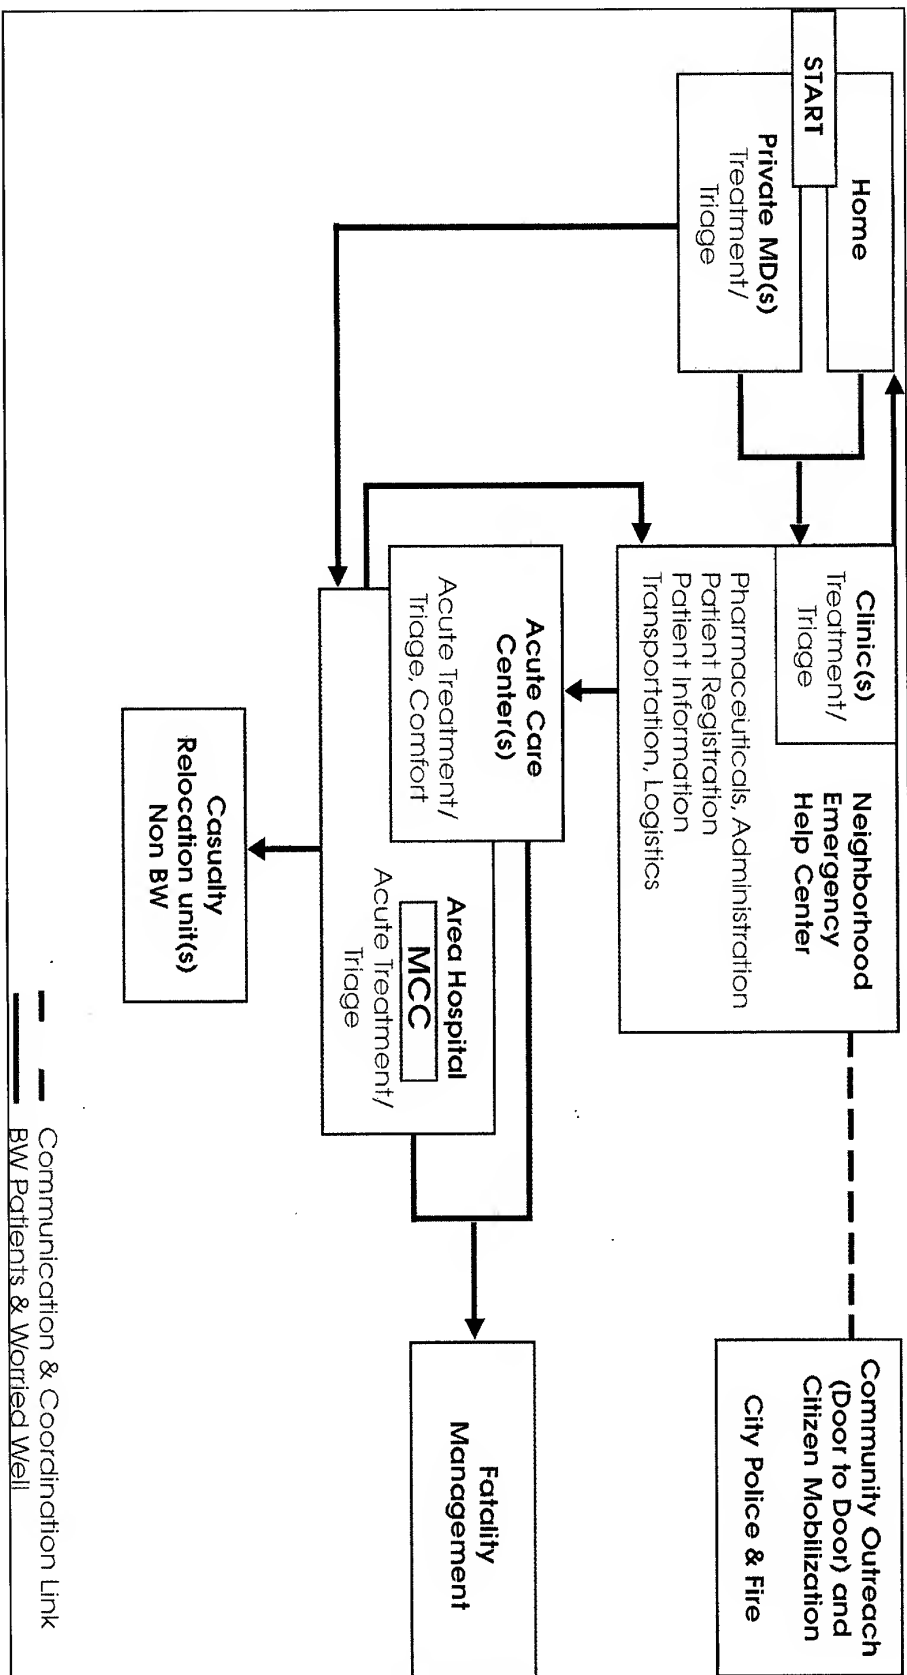 START
Home
Private MD(s)
Treatment/
Triage
Clinic(s)
Treatment/
Triage
Neighborhood
Emergency
Help Center
Pharmaceuticals, Administration
Patient Registration
Patient Information
Transportation, Logistics
Community Outreach
(Door to Door) and
Citizen Mobilization
City Police & Fire
Acute Care
Center(s)
Acute Treatment/
Triage, Comfort
Area Hospital
MCC
Acute Treatment/
Triage
Fatality
Management
Casualty
Relocation unit(s)
Non BW
Communication & Coordination Link
BW Patients & Worried Well